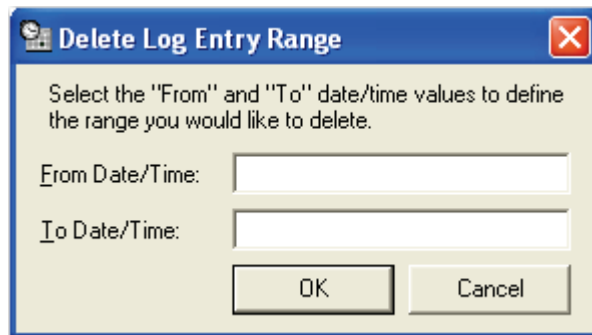 Delete Log Entry Range
Select the "From" and "To" date/time values to define
the range you would like to delete.
From Date/Time:
To Date/Time:
OK Cancel